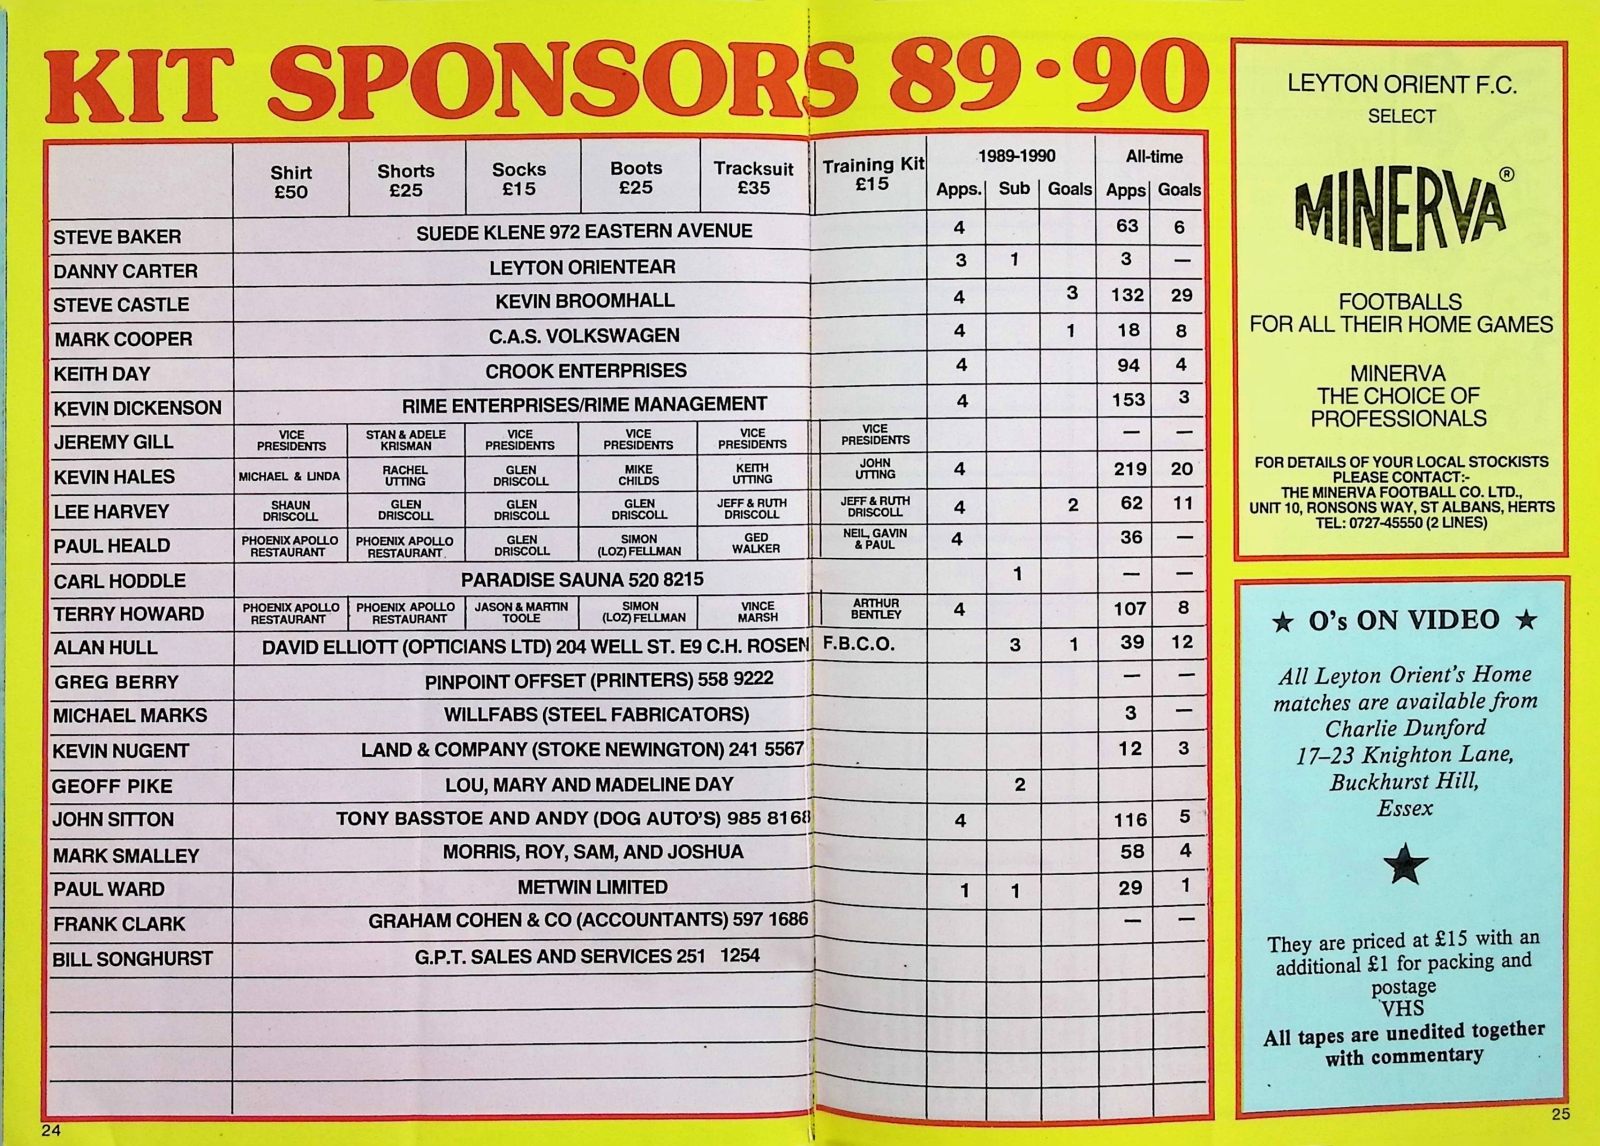 KIT SPONSORS 89·90
Shirt £50 Shorts £25 Socks £15 Boots £25 Tracksuit £35 Training Kit £15 1989-1990 All-time
Apps. Sub Goals Apps Goals
STEVE BAKER SUEDE KLENE 972 EASTERN AVENUE 4 63 6
DANNY CARTER LEYTON ORIENTEAR 3 1 3 —
STEVE CASTLE KEVIN BROOMHALL 4 3 132 29
MARK COOPER C.A.S. VOLKSWAGEN 4 1 18 8
KEITH DAY CROOK ENTERPRISES 4 94 4
KEVIN DICKENSON RIME ENTERPRISES/RIME MANAGEMENT 4 153 3
JEREMY GILL VICE PRESIDENTS STAN & ADELE KRISMAN VICE PRESIDENTS VICE PRESIDENTS VICE PRESIDENTS VICE PRESIDENTS — —
KEVIN HALES MICHAEL & LINDA RACHEL UTTING GLEN DRISCOLL MIKE CHILDS KEITH UTTING JOHN UTTING 4 219 20
LEE HARVEY SHAUN DRISCOLL GLEN DRISCOLL GLEN DRISCOLL GLEN DRISCOLL JEFF & RUTH DRISCOLL JEFF & RUTH DRISCOLL 4 2 62 11
PAUL HEALD PHOENIX APOLLO RESTAURANT PHOENIX APOLLO RESTAURANT GLEN DRISCOLL SIMON (LOZ) FELLMAN GED WALKER NEIL, GAVIN & PAUL 4 36 —
CARL HODDLE PARADISE SAUNA 520 8215 1 — —
TERRY HOWARD PHOENIX APOLLO RESTAURANT PHOENIX APOLLO RESTAURANT JASON & MARTIN TOOLE SIMON (LOZ) FELLMAN VINCE MARSH ARTHUR BENTLEY 4 107 8
ALAN HULL DAVID ELLIOTT (OPTICIANS LTD) 204 WELL ST. E9 C.H. ROSEN F.B.C.O. 3 1 39 12
GREG BERRY PINPOINT OFFSET (PRINTERS) 558 9222 — —
MICHAEL MARKS WILLFABS (STEEL FABRICATORS) 3 —
KEVIN NUGENT LAND & COMPANY (STOKE NEWINGTON) 241 5567 12 3
GEOFF PIKE LOU, MARY AND MADELINE DAY 2
JOHN SITTON TONY BASSTOE AND ANDY (DOG AUTO'S) 985 8168 4 116 5
MARK SMALLEY MORRIS, ROY, SAM, AND JOSHUA 58 4
PAUL WARD METWIN LIMITED 1 1 29 1
FRANK CLARK GRAHAM COHEN & CO (ACCOUNTANTS) 597 1686 — —
BILL SONGHURST G.P.T. SALES AND SERVICES 251 1254
24
LEYTON ORIENT F.C.
SELECT
MINERVA®
FOOTBALLS
FOR ALL THEIR HOME GAMES
MINERVA
THE CHOICE OF
PROFESSIONALS
FOR DETAILS OF YOUR LOCAL STOCKISTS
PLEASE CONTACT:-
THE MINERVA FOOTBALL CO. LTD.,
UNIT 10, RONSONS WAY, ST ALBANS, HERTS
TEL: 0727-45550 (2 LINES)
★ O's ON VIDEO ★
All Leyton Orient's Home
matches are available from
Charlie Dunford
17–23 Knighton Lane,
Buckhurst Hill,
Essex
★
They are priced at £15 with an
additional £1 for packing and
postage
VHS
All tapes are unedited together
with commentary
25